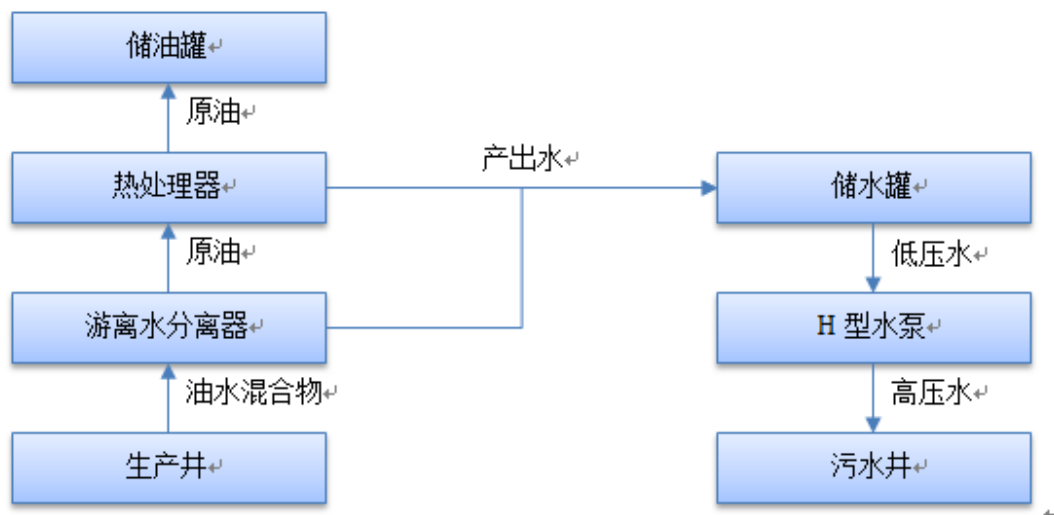 储油罐
原油
产出水
热处理器
储水罐
原油
低压水
游离水分离器
H 型水泵
油水混合物
高压水
生产井
污水井